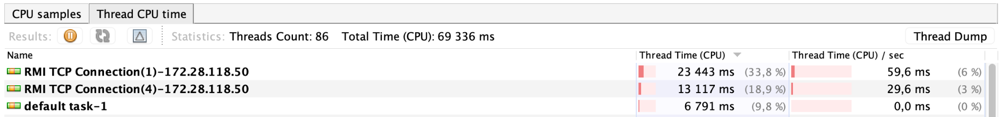 CPU samples Thread CPU time
Results: Statistics: Threads Count: 86 Total Time (CPU): 69 336 ms Thread Dump
Name Thread Time (CPU) Thread Time (CPU) / sec
RMI TCP Connection(1)-172.28.118.50 23 443 ms (33,8 %) 59,6 ms (6 %)
RMI TCP Connection(4)-172.28.118.50 13 117 ms (18,9 %) 29,6 ms (3 %)
default task-1 6 791 ms (9,8 %) 0,0 ms (0 %)